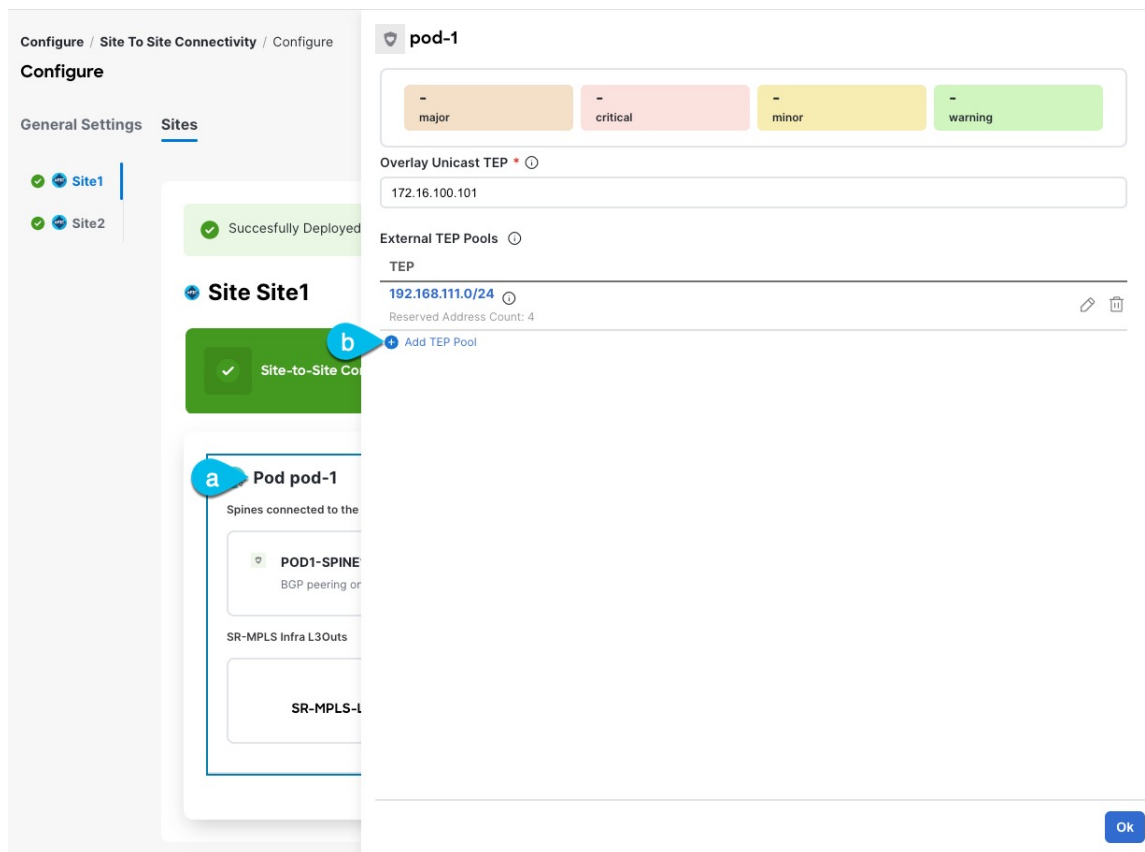 Configure / Site To Site Connectivity / Configure
Configure
General Settings Sites
Site1
Site2
Succesfully Deployed
Site Site1
Site-to-Site Co
a
Pod pod-1
Spines connected to the
POD1-SPINE
BGP peering on
SR-MPLS Infra L3Outs
SR-MPLS-L
pod-1
- - - -
major critical minor warning
Overlay Unicast TEP *
172.16.100.101
External TEP Pools
TEP
192.168.111.0/24
Reserved Address Count: 4
b
Add TEP Pool
Ok